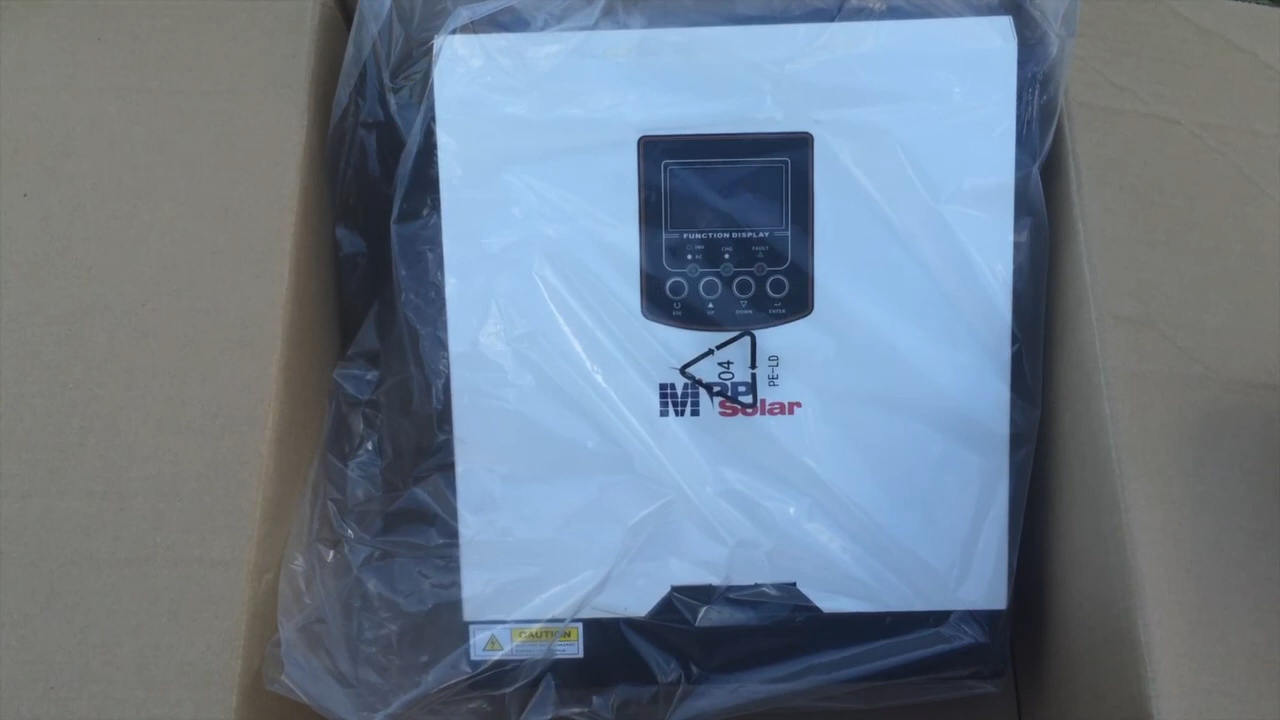 FUNCTION DISPLAY
INV
CHG
FAULT
AC
ESC
UP
DOWN
ENTER
04
PE-LD
MPP
Solar
CAUTION